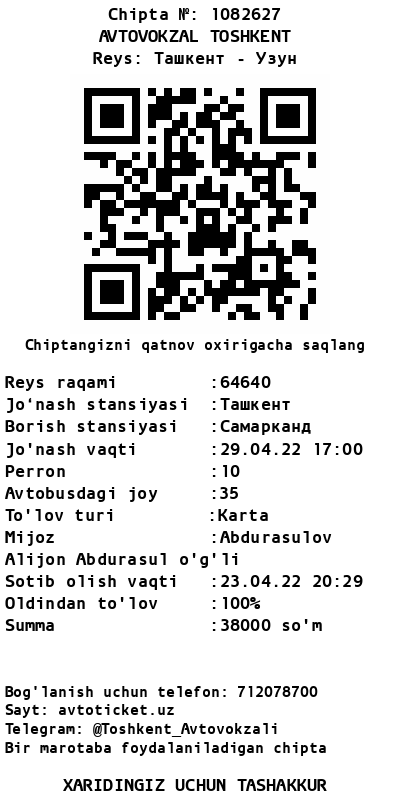 Chipta №: 1082627
AVTOVOKZAL TOSHKENT
Reys: Ташкент - Узун
Chiptangizni qatnov oxirigacha saqlang
Reys raqami :64640
Jo‘nash stansiyasi :Ташкент
Borish stansiyasi :Самарканд
Jo'nash vaqti :29.04.22 17:00
Perron :10
Avtobusdagi joy :35
To'lov turi :Karta
Mijoz :Abdurasulov
Alijon Abdurasul o'g'li
Sotib olish vaqti :23.04.22 20:29
Oldindan to'lov :100%
Summa :38000 so'm
Bog'lanish uchun telefon: 712078700
Sayt: avtoticket.uz
Telegram: @Toshkent_Avtovokzali
Bir marotaba foydalaniladigan chipta
XARIDINGIZ UCHUN TASHAKKUR